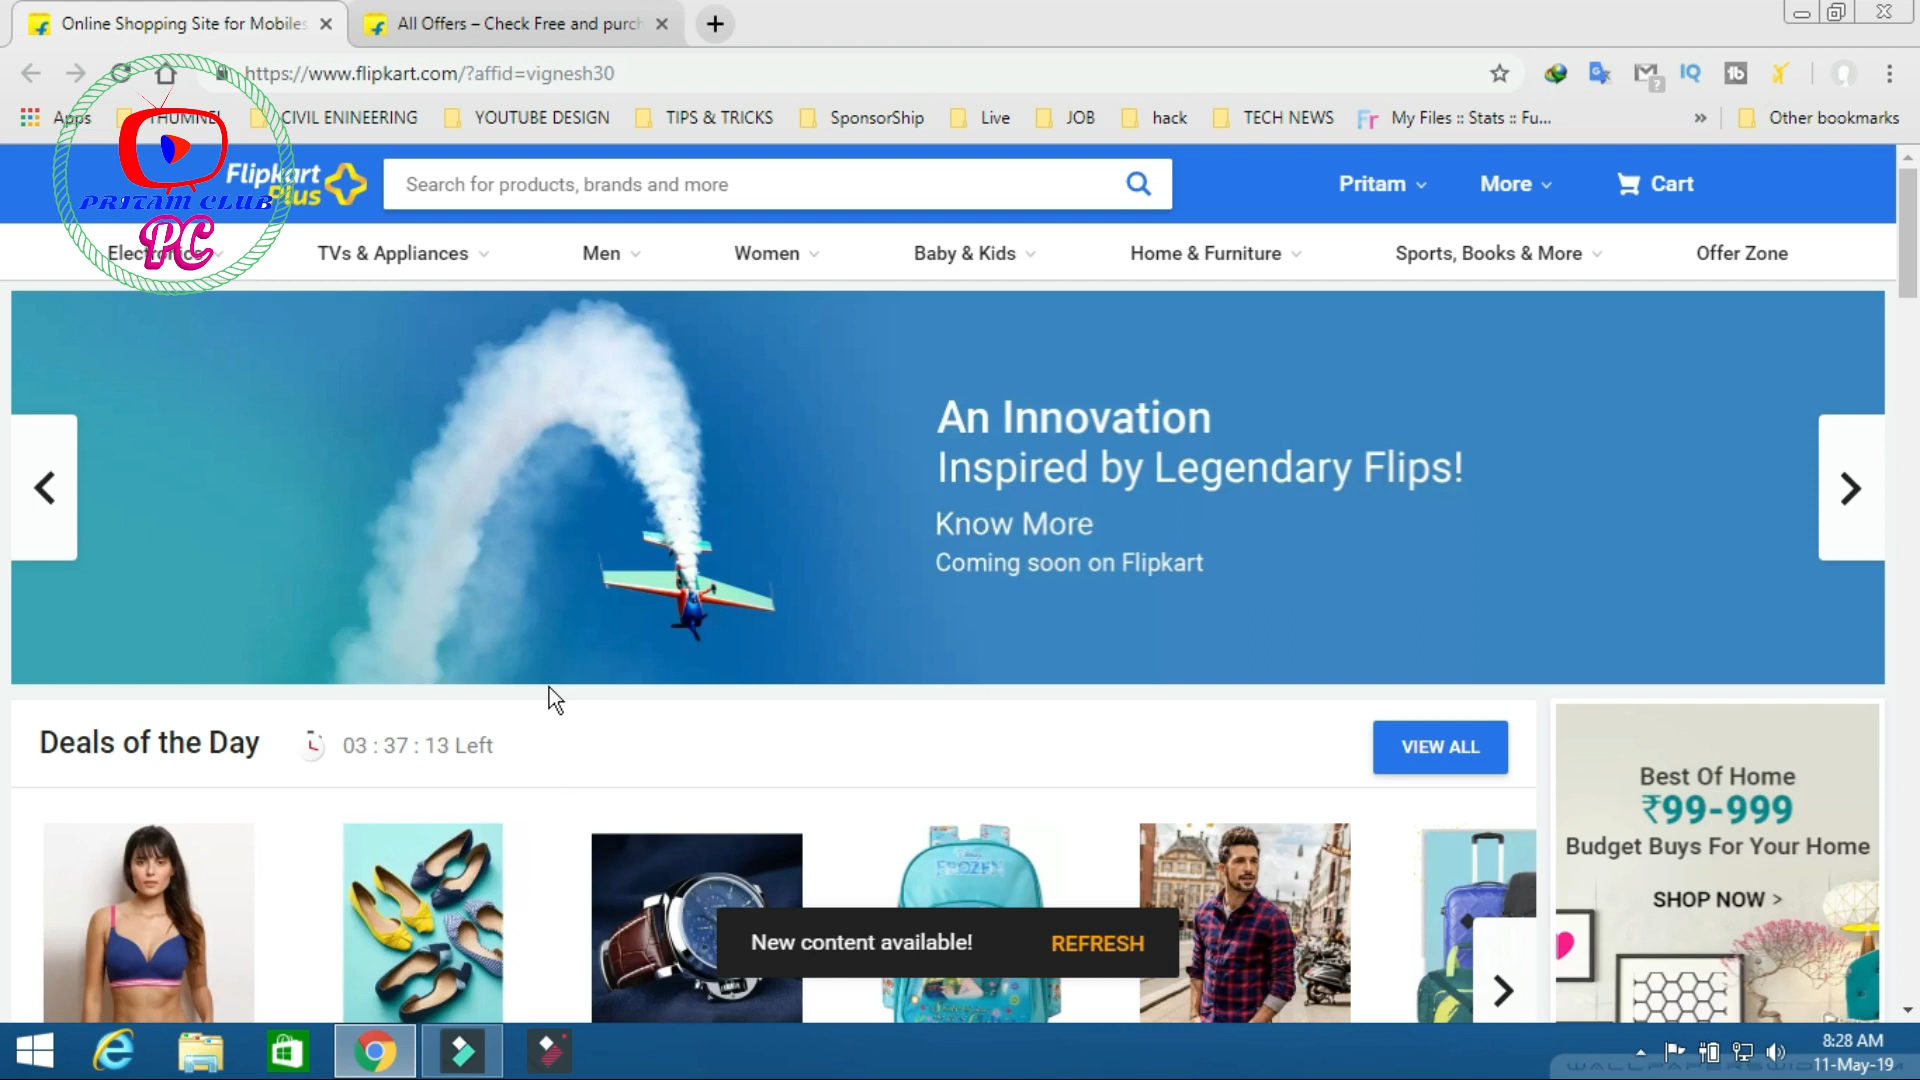 Online Shopping Site for Mobiles
All Offers – Check Free and purch
https://www.flipkart.com/?affid=vignesh30
Apps
THUMNEL
CIVIL ENINEERING
YOUTUBE DESIGN
TIPS & TRICKS
SponsorShip
Live
JOB
hack
TECH NEWS
My Files :: Stats :: Fu...
Other bookmarks
Flipkart
Plus
PRITAM CLUB
PC
Search for products, brands and more
Pritam
More
Cart
Electronics
TVs & Appliances
Men
Women
Baby & Kids
Home & Furniture
Sports, Books & More
Offer Zone
An Innovation
Inspired by Legendary Flips!
Know More
Coming soon on Flipkart
Deals of the Day
03 : 37 : 13 Left
VIEW ALL
Best Of Home
₹99-999
Budget Buys For Your Home
SHOP NOW >
Disney
FROZEN
New content available!
REFRESH
8:28 AM
11-May-19